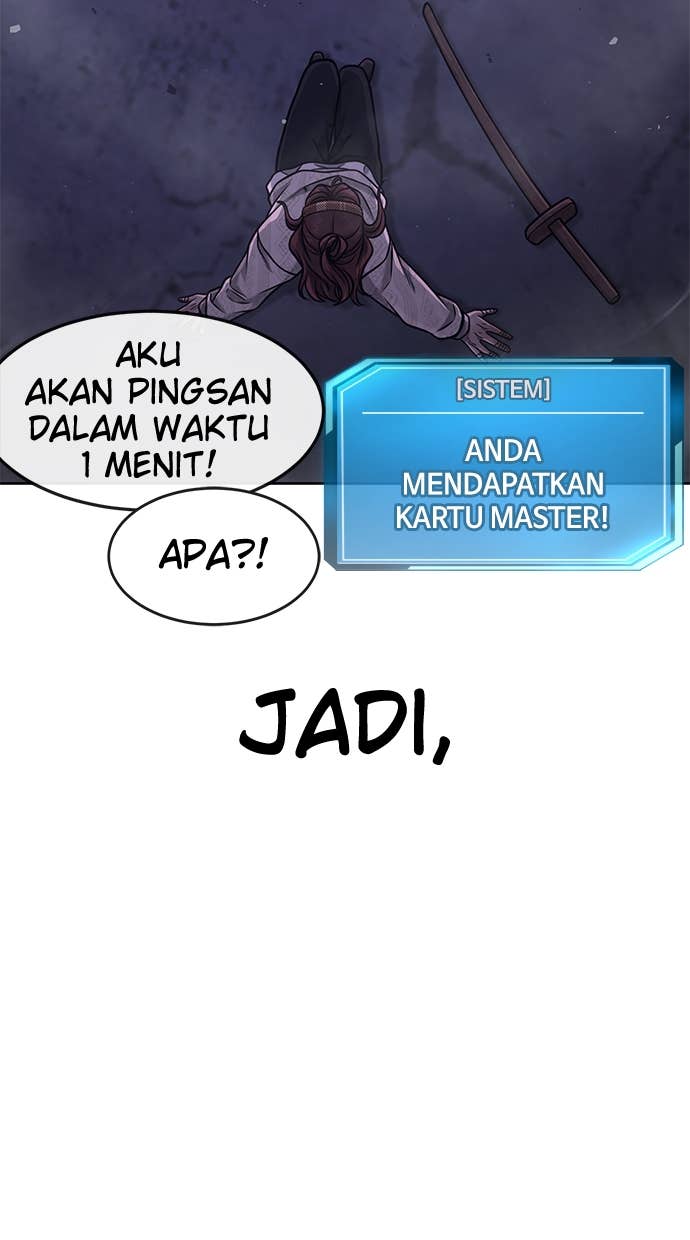 AKU
AKAN PINGSAN
DALAM WAKTU
1 MENIT!
[SISTEM]
ANDA
MENDAPATKAN
KARTU MASTER!
APA?!
JADI,